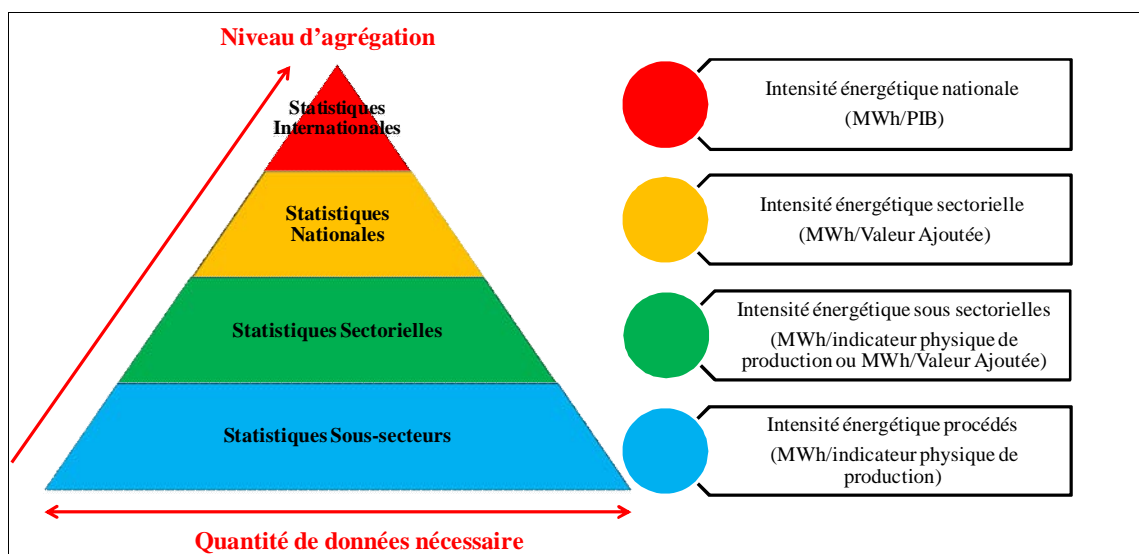 Niveau d'agrégation
Statistiques
Internationales
Statistiques
Nationales
Statistiques Sectorielles
Statistiques Sous-secteurs
Quantité de données nécessaire
Intensité énergétique nationale
(MWh/PIB)
Intensité énergétique sectorielle
(MWh/Valeur Ajoutée)
Intensité énergétique sous sectorielles
(MWh/indicateur physique de
production ou MWh/Valeur Ajoutée)
Intensité énergétique procédés
(MWh/indicateur physique de
production)